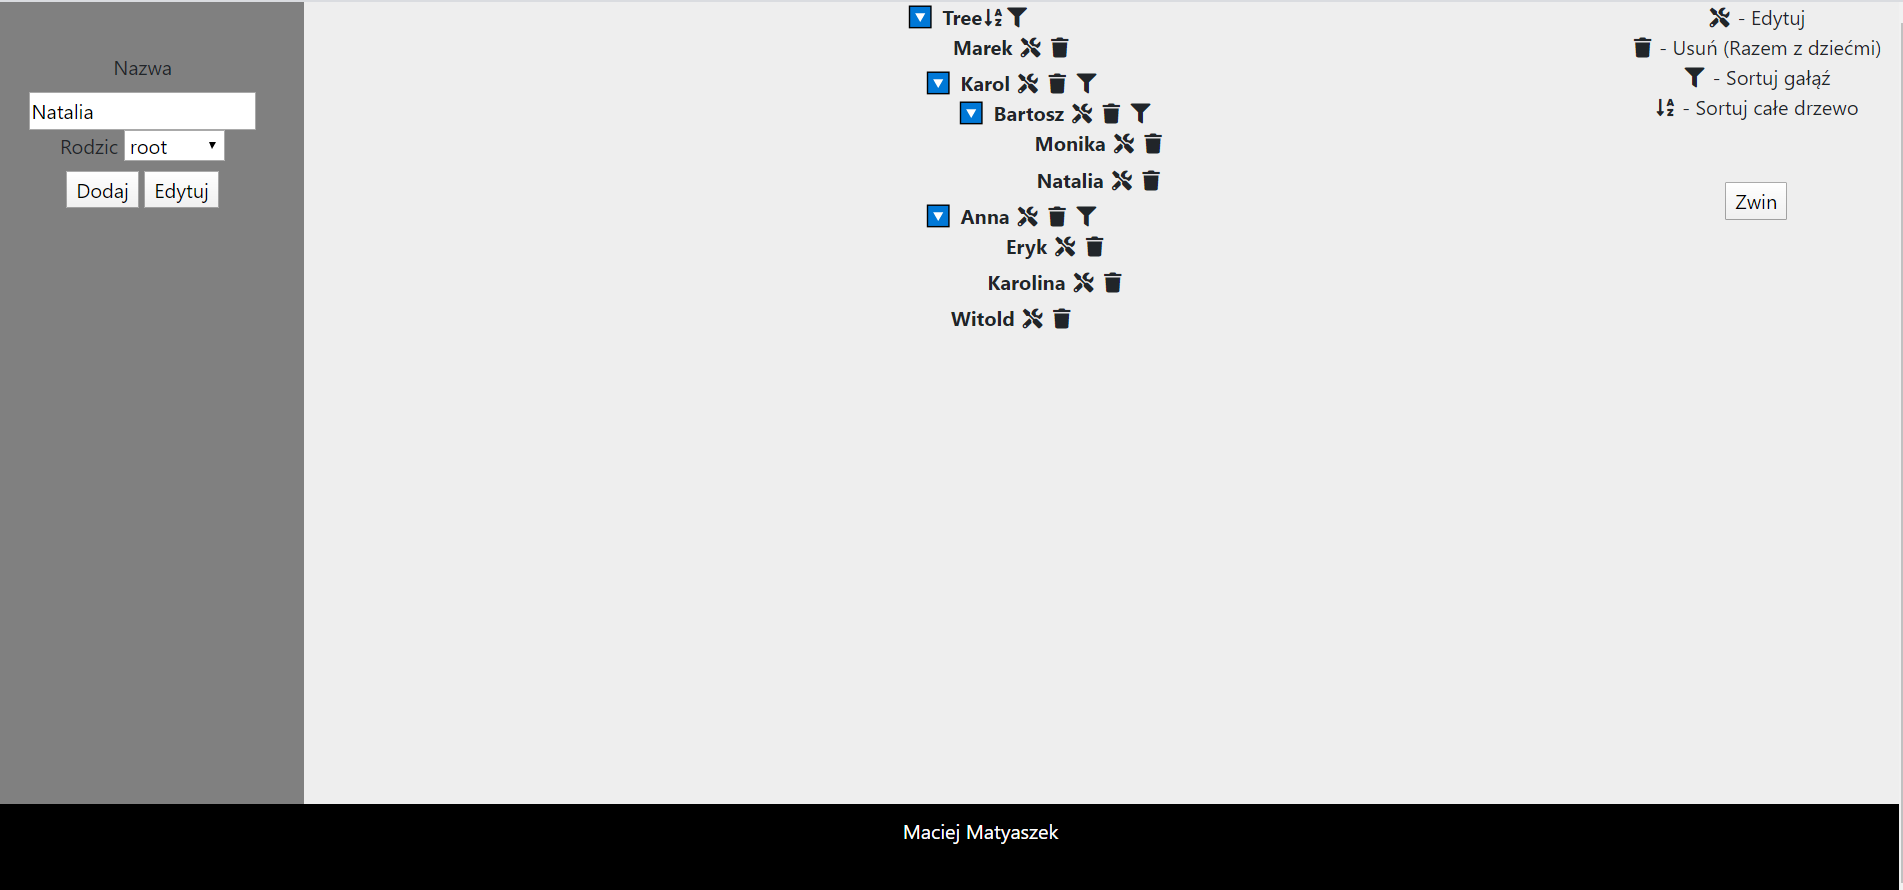 Nazwa
Natalia
Rodzic root
Dodaj Edytuj
Tree
Marek
Karol
Bartosz
Monika
Natalia
Anna
Eryk
Karolina
Witold
- Edytuj
- Usuń (Razem z dziećmi)
- Sortuj gałąź
- Sortuj całe drzewo
Zwin
Maciej Matyaszek